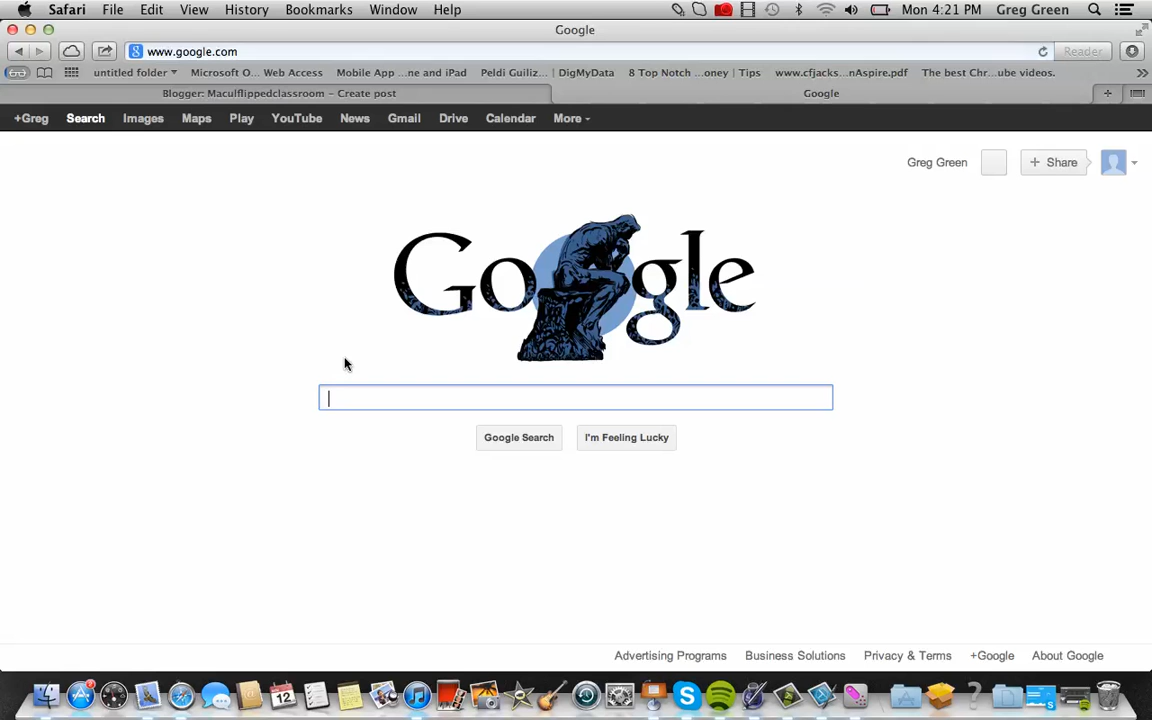 Safari File Edit View History Bookmarks Window Help Mon 4:21 PM Greg Green
Google
www.google.com Reader
untitled folder Microsoft O... Web Access Mobile App ...ne and iPad Peldi Guiliz... | DigMyData 8 Top Notch ...oney | Tips www.cfjacks...nAspire.pdf The best Chr...ube videos.
Blogger: Maculflippedclassroom – Create post Google
+Greg Search Images Maps Play YouTube News Gmail Drive Calendar More
Greg Green + Share
Google
Google Search I'm Feeling Lucky
Advertising Programs Business Solutions Privacy & Terms +Google About Google